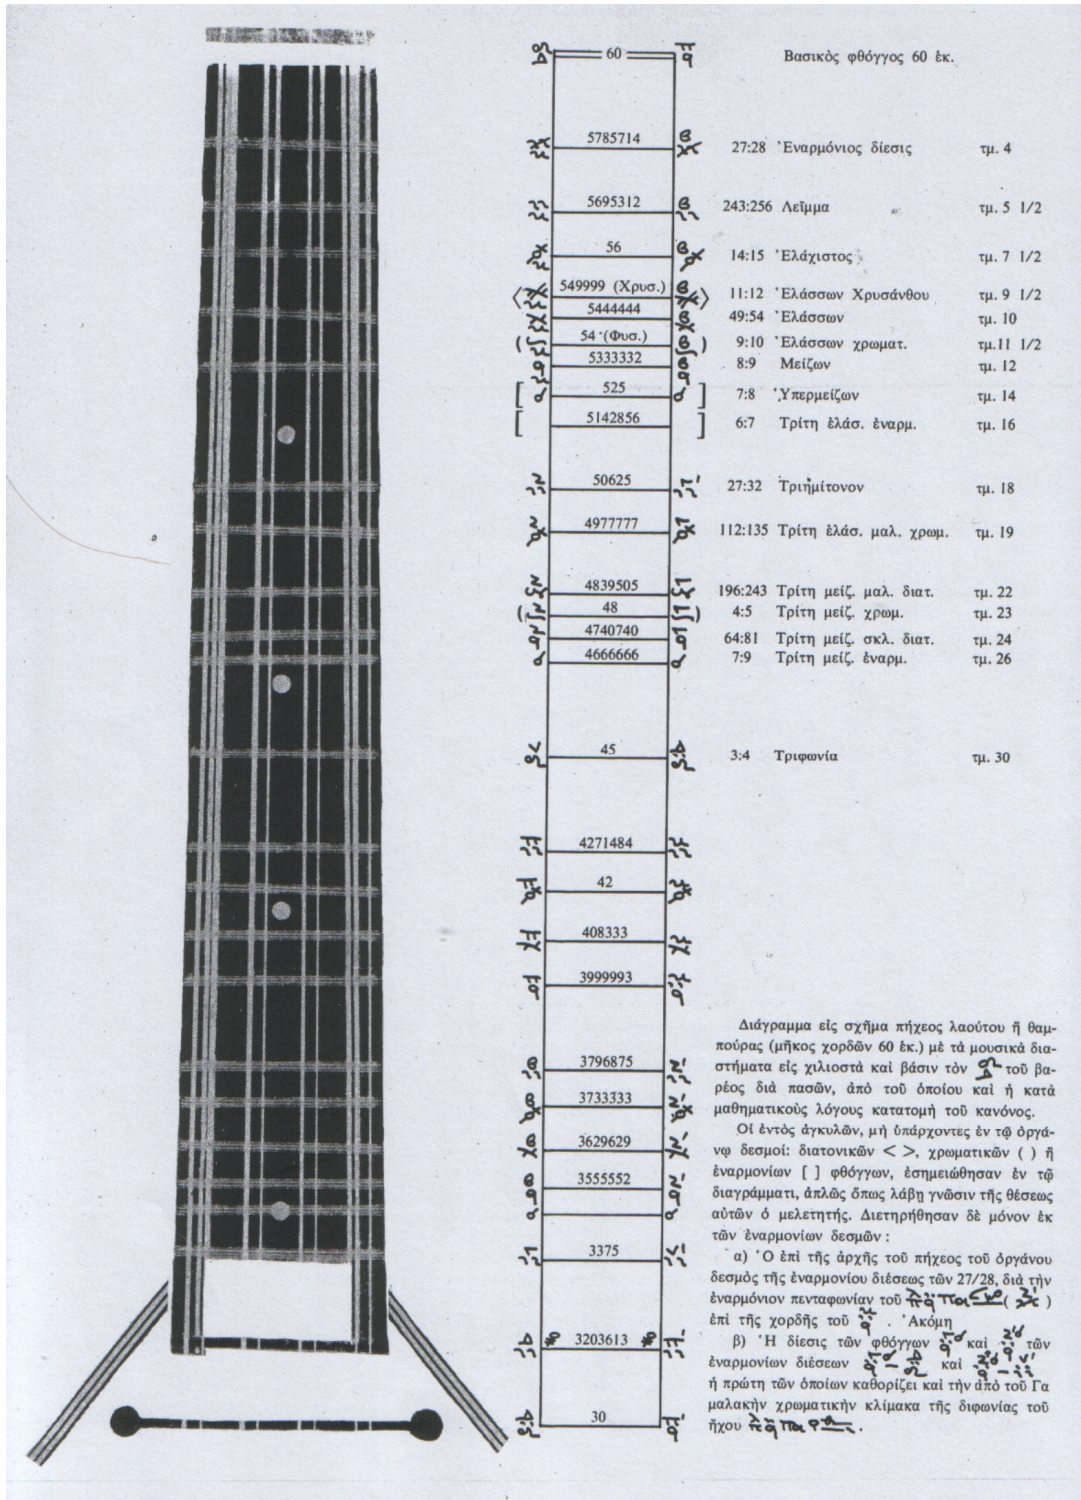 60 Βασικὸς φθόγγος 60 ἑκ.
5785714 27:28 Ἐναρμόνιος δίεσις τμ. 4
5695312 243:256 Λεῖμμα τμ. 5 1/2
56 14:15 Ἐλάχιστος τμ. 7 1/2
549999 (Χρυσ.) 11:12 Ἐλάσσων Χρυσάνθου τμ. 9 1/2
5444444 49:54 Ἐλάσσων τμ. 10
54 (Φυσ.) 9:10 Ἐλάσσων χρωματ. τμ.11 1/2
5333332 8:9 Μείζων τμ. 12
525 7:8 Ὑπερμείζων τμ. 14
5142856 6:7 Τρίτη ἐλάσ. ἐναρμ. τμ. 16
50625 27:32 Τριημίτονον τμ. 18
4977777 112:135 Τρίτη ἐλάσ. μαλ. χρωμ. τμ. 19
4839505 196:243 Τρίτη μείζ. μαλ. διατ. τμ. 22
48 4:5 Τρίτη μείζ. χρωμ. τμ. 23
4740740 64:81 Τρίτη μείζ. σκλ. διατ. τμ. 24
4666666 7:9 Τρίτη μείζ. ἐναρμ. τμ. 26
45 3:4 Τριφωνία τμ. 30
4271484
42
408333
3999993
3796875
3733333
3629629
3555552
3375
3203613
30
Διάγραμμα εἰς σχῆμα πήχεος λαούτου ἤ θαμ-
πούρας (μῆκος χορδῶν 60 ἑκ.) μὲ τὰ μουσικὰ δια-
στήματα εἰς χιλιοστὰ καὶ βάσιν τὸν τοῦ βα-
ρέος διὰ πασῶν, ἀπὸ τοῦ ὁποίου καὶ ἡ κατὰ
μαθηματικοὺς λόγους κατατομὴ τοῦ κανόνος.
Οἱ ἐντὸς ἀγκυλῶν, μὴ ὑπάρχοντες ἐν τῷ ὀργά-
νῳ δεσμοί: διατονικῶν < >, χρωματικῶν ( ) ἤ
ἐναρμονίων [ ] φθόγγων, ἐσημειώθησαν ἐν τῷ
διαγράμματι, ἁπλῶς ὅπως λάβῃ γνῶσιν τῆς θέσεως
αὐτῶν ὁ μελετητής. Διετηρήθησαν δὲ μόνον ἐκ
τῶν ἐναρμονίων δεσμῶν :
α) Ὁ ἐπὶ τῆς ἀρχῆς τοῦ πήχεος τοῦ ὀργάνου
δεσμὸς τῆς ἐναρμονίου διέσεως τῶν 27/28, διὰ τὴν
ἐναρμόνιον πενταφωνίαν τοῦ
ἐπὶ τῆς χορδῆς τοῦ . Ἀκόμη
β) Ἡ δίεσις τῶν φθόγγων καὶ τῶν
ἐναρμονίων διέσεων καὶ
ἡ πρώτη τῶν ὁποίων καθορίζει καὶ τὴν ἀπὸ τοῦ Γα
μαλακὴν χρωματικὴν κλίμακα τῆς διφωνίας τοῦ
ἤχου .